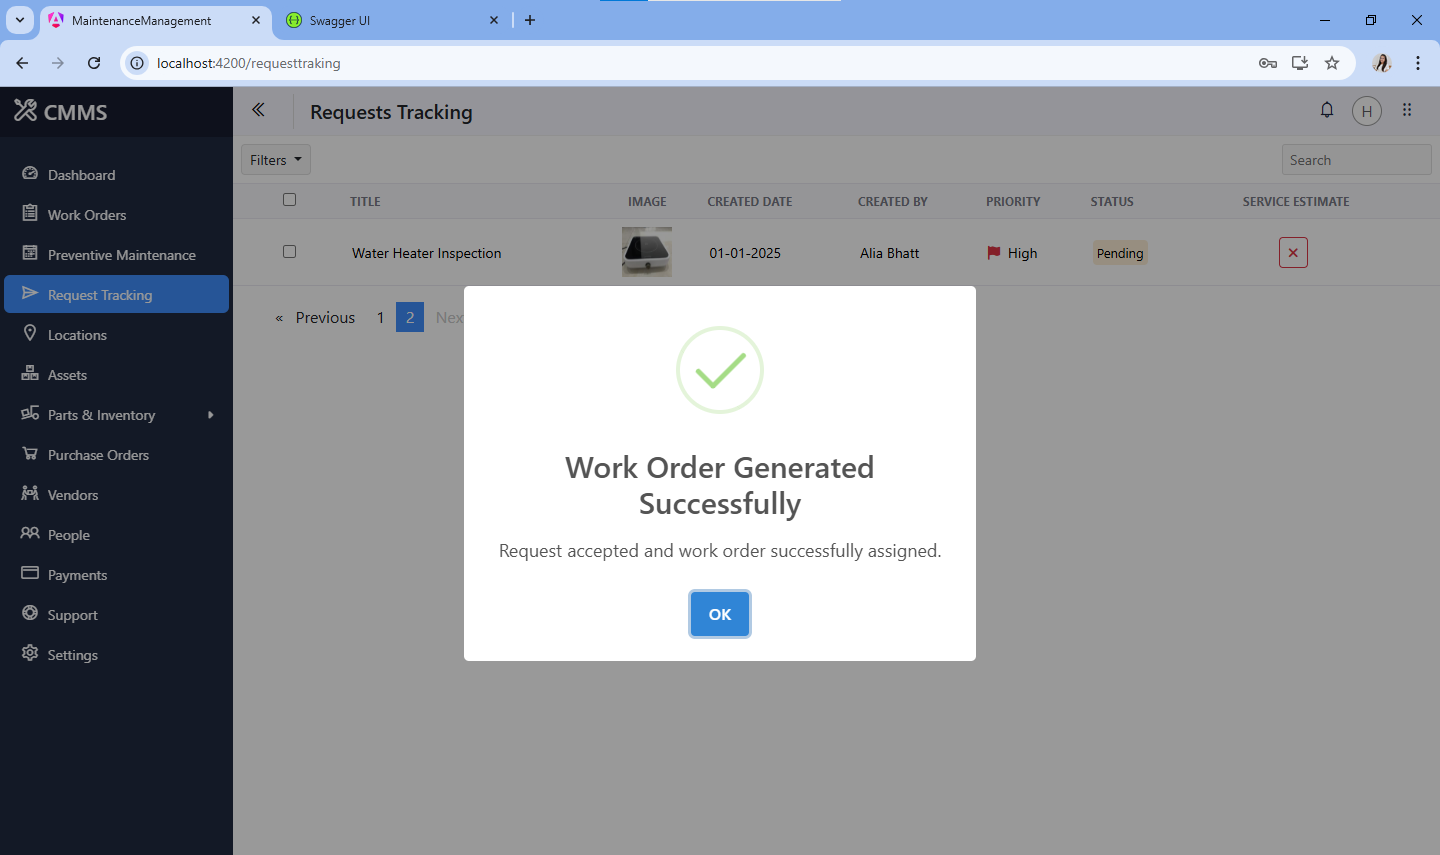 MaintenanceManagement
Swagger UI
localhost:4200/requesttraking
CMMS
Requests Tracking
H
Dashboard
Work Orders
Preventive Maintenance
Request Tracking
Locations
Assets
Parts & Inventory
Purchase Orders
Vendors
People
Payments
Support
Settings
Filters
Search
TITLE IMAGE CREATED DATE CREATED BY PRIORITY STATUS SERVICE ESTIMATE
Water Heater Inspection 01-01-2025 Alia Bhatt High Pending
« Previous 1 2 Nex
Work Order Generated
Successfully
Request accepted and work order successfully assigned.
OK